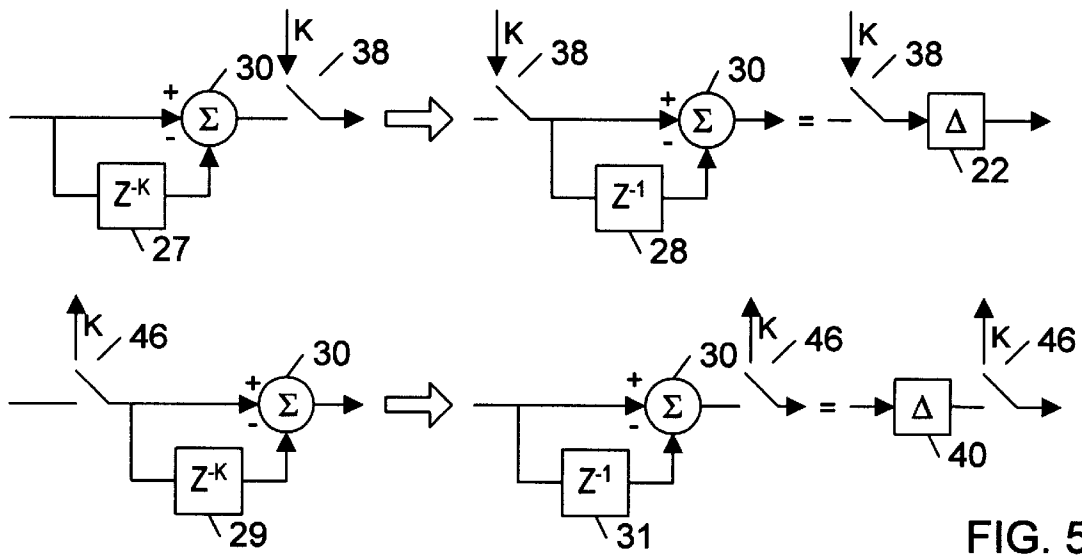 K 38 K 38 K 38
30 30
+ + =
Σ Σ Δ
- -
22
Z-K Z-1
27 28
K 46 K 46 K 46
30 30
+ + =
Σ Σ Δ
- -
40
Z-K Z-1
29 31
FIG. 5